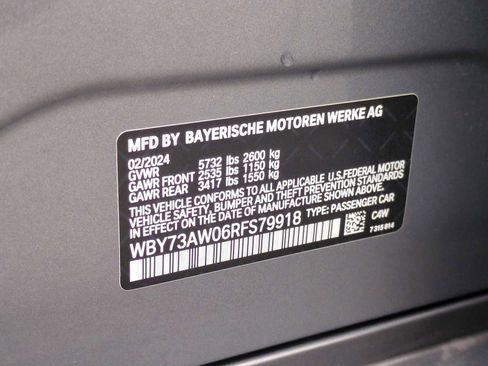 MFD BY BAYERISCHE MOTOREN WERKE AG
02/2024
GVWR 5732 lbs 2600 kg
GAWR FRONT 2535 lbs 1150 kg
GAWR REAR 3417 lbs 1550 kg
THIS VEHICLE CONFORMS TO ALL APPLICABLE U.S.FEDERAL MOTOR
VEHICLE SAFETY, BUMPER AND THEFT PREVENTION STANDARDS
IN EFFECT ON THE DATE OF MANUFACTURE SHOWN ABOVE.
WBY73AW06RFS79918 TYPE: PASSENGER CAR
C4W
7 315 814